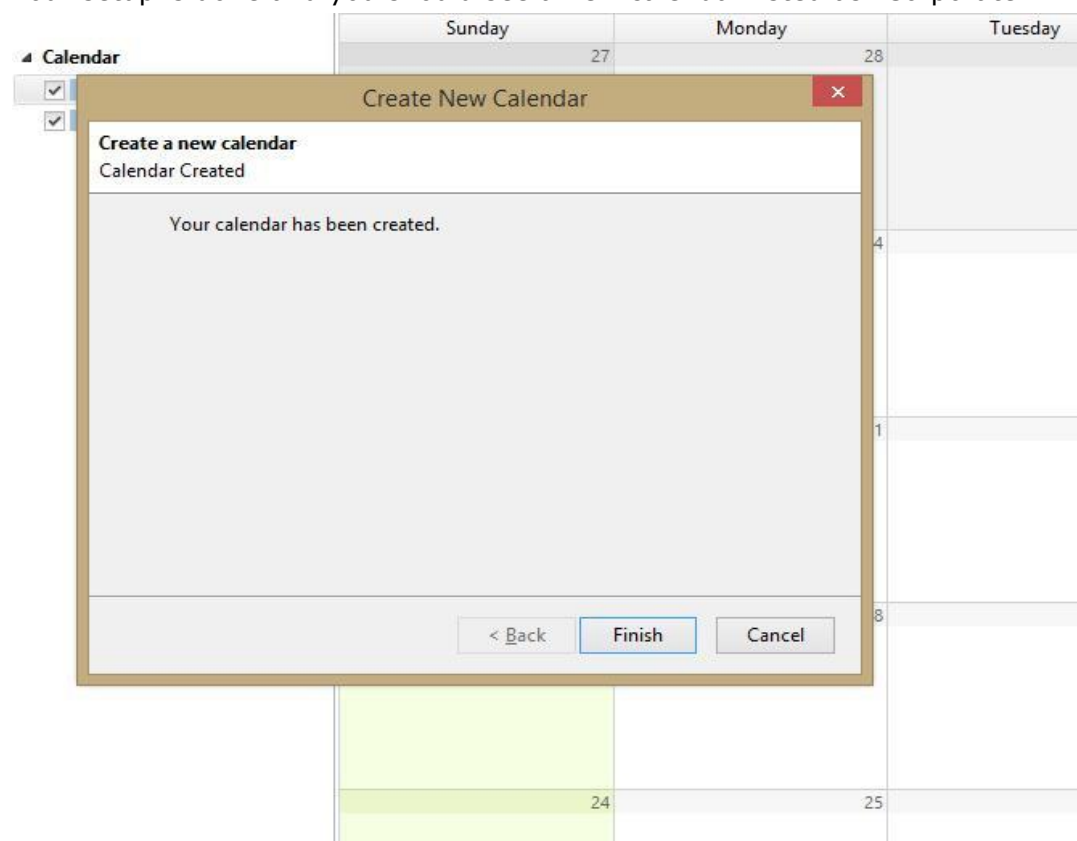 Sunday Monday Tuesday
Calendar
27 28
Create New Calendar
Create a new calendar
Calendar Created
Your calendar has been created.
4
1
8
< Back Finish Cancel
24 25